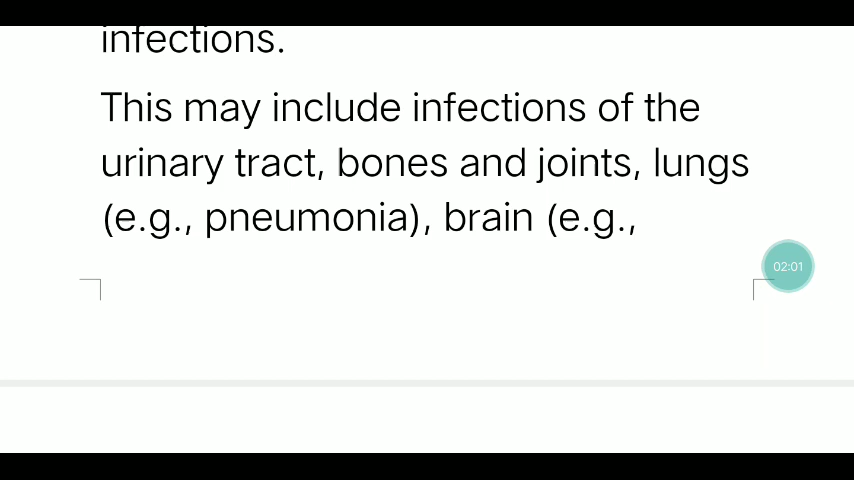 infections.
This may include infections of the
urinary tract, bones and joints, lungs
(e.g., pneumonia), brain (e.g.,
02:01